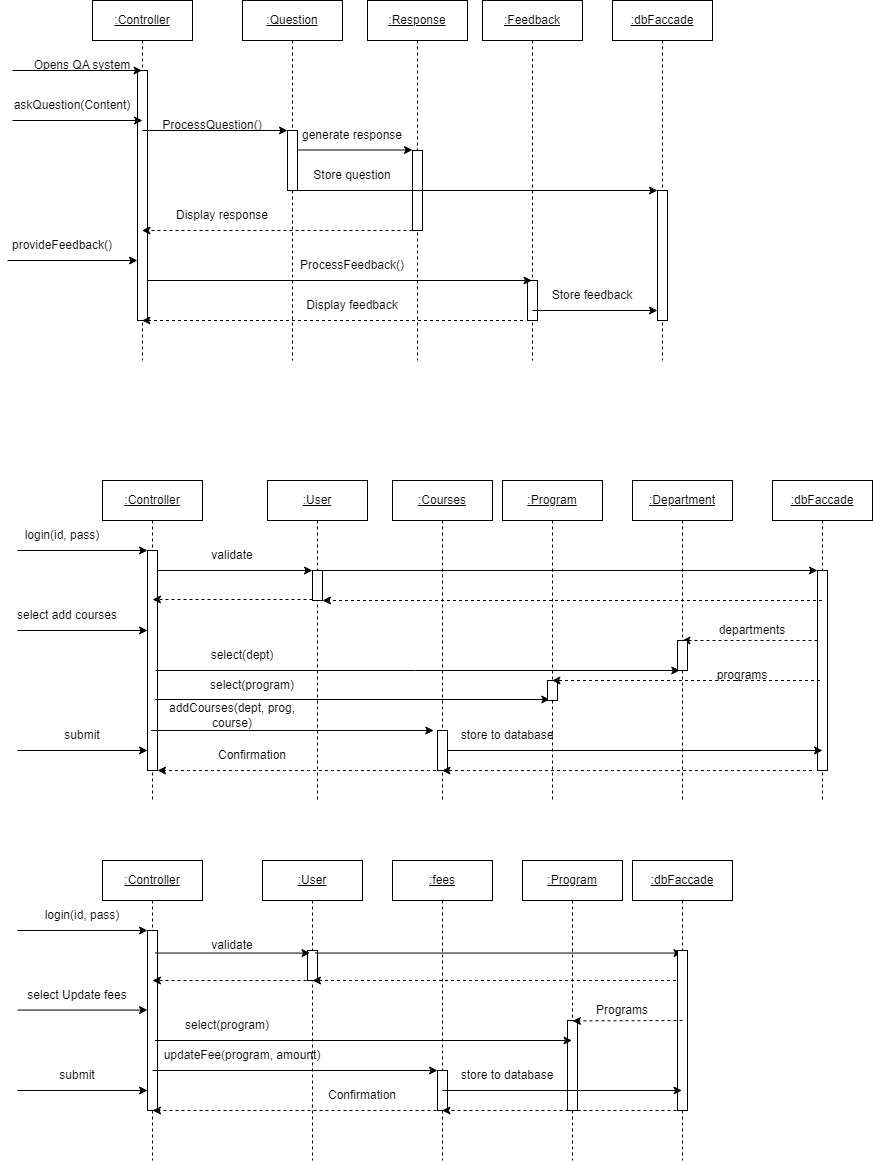 :Controller
:Question
:Response
:Feedback
:dbFaccade
Opens QA system
askQuestion(Content)
ProcessQuestion()
generate response
Store question
Display response
provideFeedback()
ProcessFeedback()
Store feedback
Display feedback
:Controller
:User
:Courses
:Program
:Department
:dbFaccade
login(id, pass)
validate
select add courses
departments
select(dept)
programs
select(program)
addCourses(dept, prog,
course)
submit
store to database
Confirmation
:Controller
:User
:fees
:Program
:dbFaccade
login(id, pass)
validate
select Update fees
Programs
select(program)
updateFee(program, amount)
submit
store to database
Confirmation